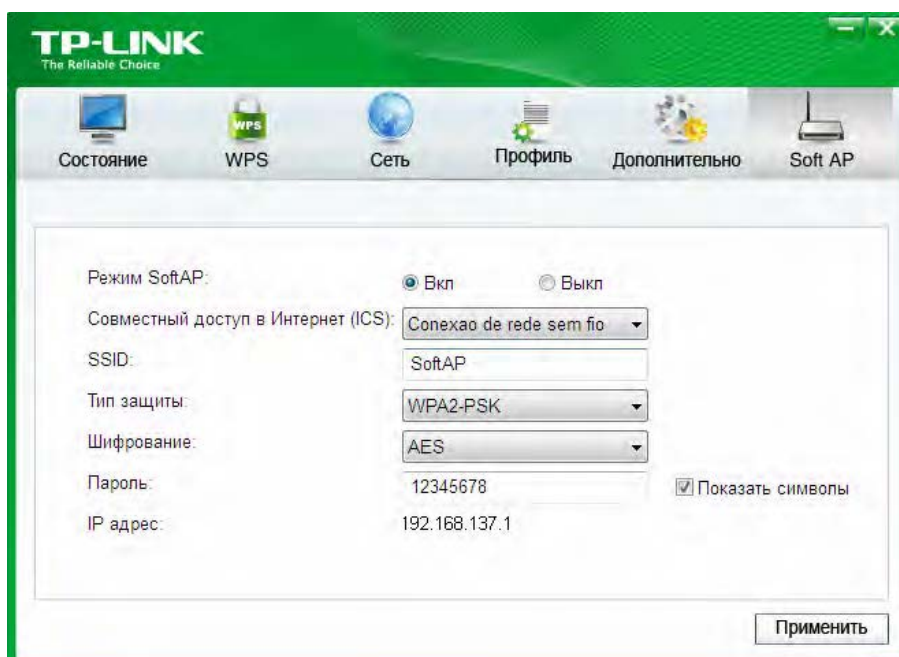 TP-LINK
The Reliable Choice
Состояние WPS WPS Сеть Профиль Дополнительно Soft AP
Режим SoftAP: Вкл Выкл
Совместный доступ в Интернет (ICS): Conexao de rede sem fio
SSID: SoftAP
Тип защиты: WPA2-PSK
Шифрование: AES
Пароль: 12345678 Показать символы
IP адрес: 192.168.137.1
Применить